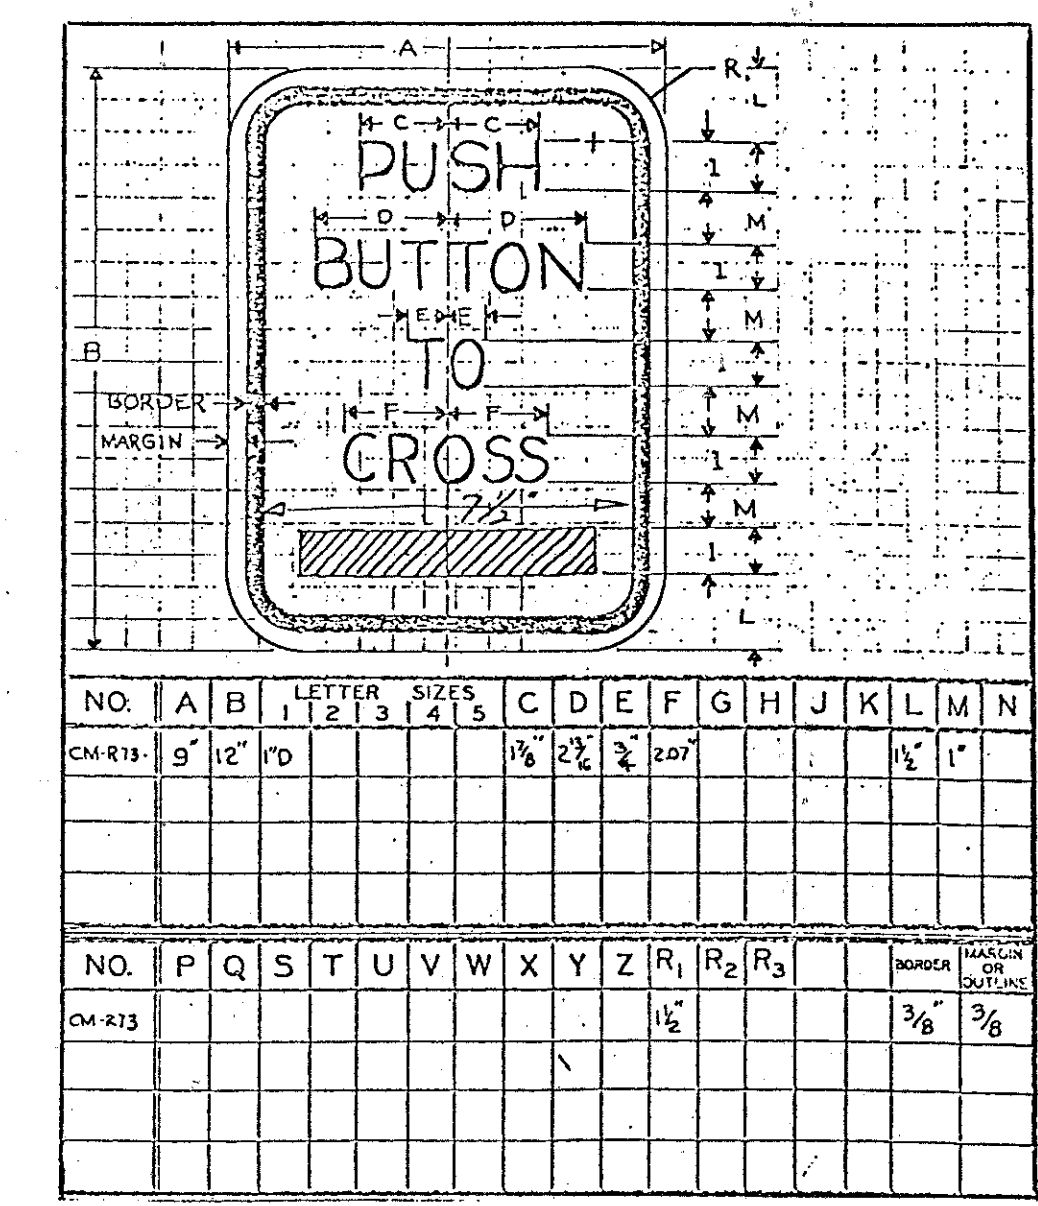 A
R, L
C C
PUSH
1
D D
M
BUTTON
1
E E
M
TO
B
BORDER
F F
M
MARGIN
CROSS
1
7½"
M
1
L
NO. A B LETTER SIZES C D E F G H J K L M N
1 2 3 4 5
CM-R73. 9" 12" 1"D 1⅞" 2 13/16" ¾" 2.07" 1½" 1"
NO. P Q S T U V W X Y Z R₁ R₂ R₃ BORDER MARGIN OR OUTLINE
CM-R73 1½" 3/8" 3/8